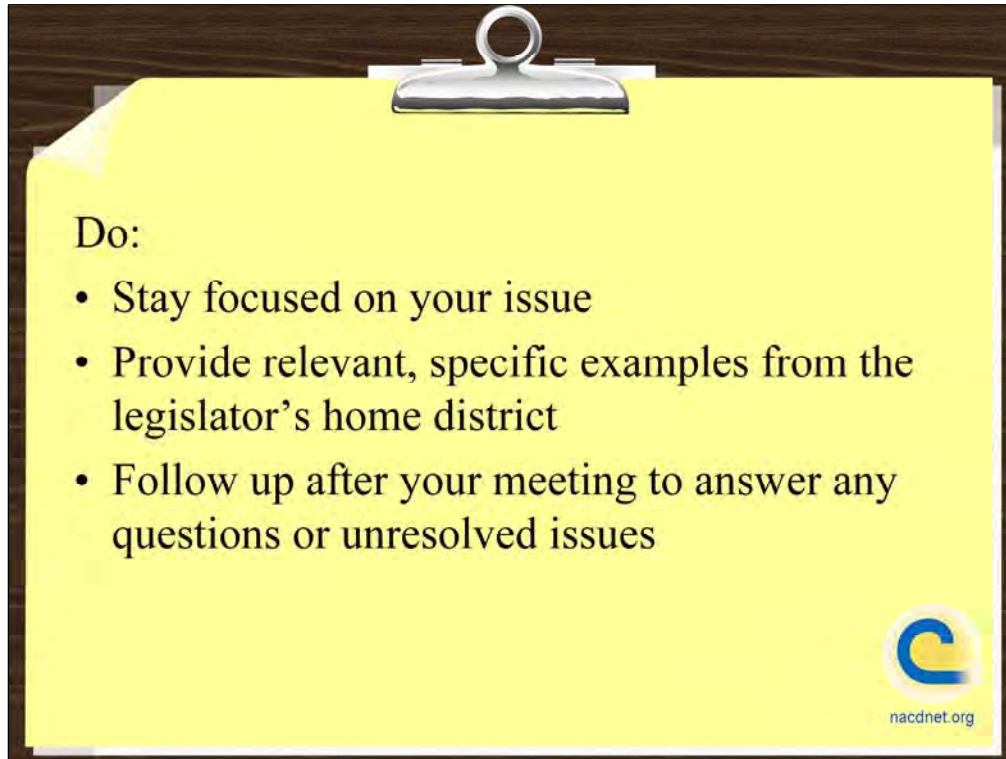 Do:
• Stay focused on your issue
• Provide relevant, specific examples from the
legislator’s home district
• Follow up after your meeting to answer any
questions or unresolved issues
nacdnet.org